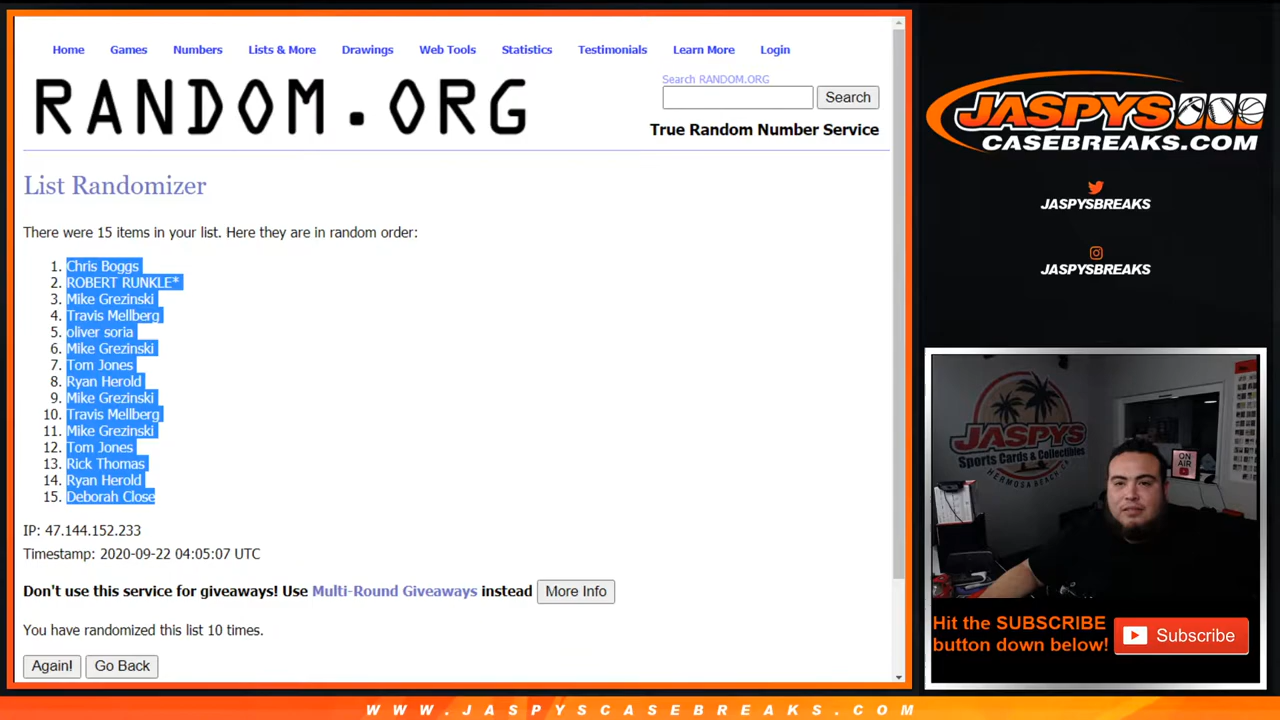 Home Games Numbers Lists & More Drawings Web Tools Statistics Testimonials Learn More Login
RANDOM.ORG
Search RANDOM.ORG
Search
True Random Number Service
List Randomizer
There were 15 items in your list. Here they are in random order:
1. Chris Boggs
2. ROBERT RUNKLE*
3. Mike Grezinski
4. Travis Mellberg
5. oliver soria
6. Mike Grezinski
7. Tom Jones
8. Ryan Herold
9. Mike Grezinski
10. Travis Mellberg
11. Mike Grezinski
12. Tom Jones
13. Rick Thomas
14. Ryan Herold
15. Deborah Close
IP: 47.144.152.233
Timestamp: 2020-09-22 04:05:07 UTC
Don't use this service for giveaways! Use Multi-Round Giveaways instead More Info
You have randomized this list 10 times.
Again! Go Back
JASPYS
CASEBREAKS.COM
JASPYSBREAKS
JASPYSBREAKS
JASPYS
Sports Cards & Collectibles
HERMOSA BEACH, CA
ON
AIR
Hit the SUBSCRIBE
button down below!
Subscribe
WWW.JASPYSCASEBREAKS.COM